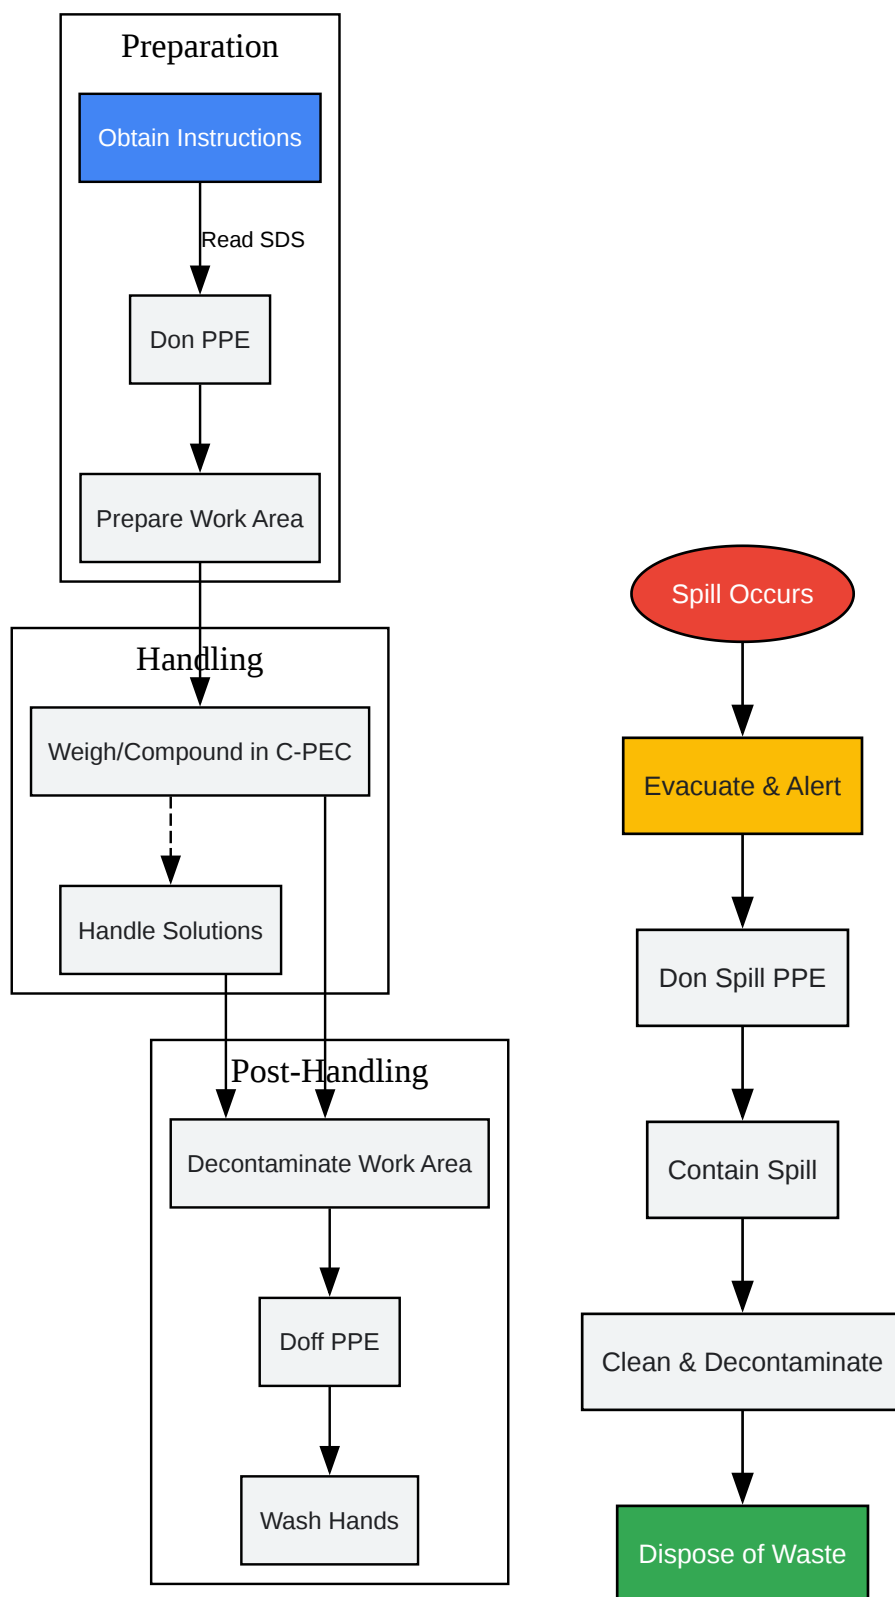 Preparation
Obtain Instructions
Read SDS
Don PPE
Prepare Work Area
Handling
Weigh/Compound in C-PEC
Handle Solutions
Post-Handling
Decontaminate Work Area
Doff PPE
Wash Hands
Spill Occurs
Evacuate & Alert
Don Spill PPE
Contain Spill
Clean & Decontaminate
Dispose of Waste